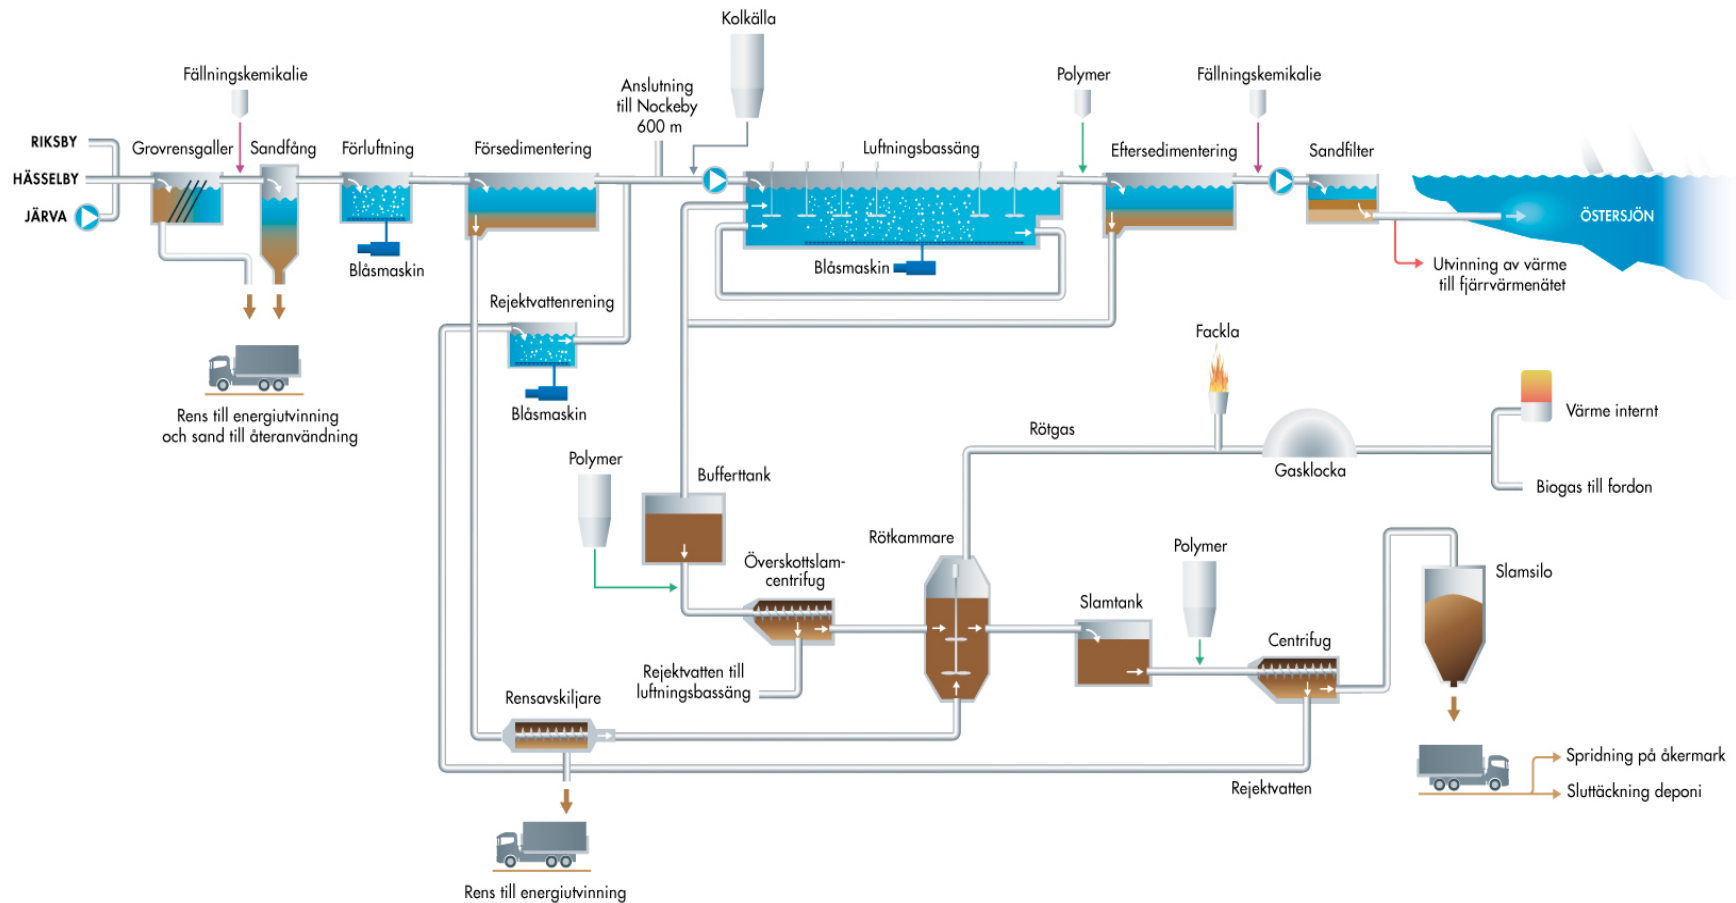 Kolkälla
Fällningskemikalie
Anslutning
till Nockeby
600 m
Polymer
Fällningskemikalie
RIKSBY
HÄSSELBY
JÄRVA
Grovrensgaller
Sandfång
Förluftning
Försedimentering
Luftningsbassäng
Eftersedimentering
Sandfilter
ÖSTERSJÖN
Blåsmaskin
Blåsmaskin
Utvinning av värme
till fjärrvärmenätet
Rejektvattenrening
Blåsmaskin
Rens till energiutvinning
och sand till återanvändning
Fackla
Rötgas
Gasklocka
Värme internt
Biogas till fordon
Polymer
Bufferttank
Överskottslam-
centrifug
Rötkammare
Polymer
Slamtank
Centrifug
Slamsilo
Rejektvatten till
luftningsbassäng
Rensavskiljare
Rejektvatten
Spridning på åkermark
Sluttäckning deponi
Rens till energiutvinning